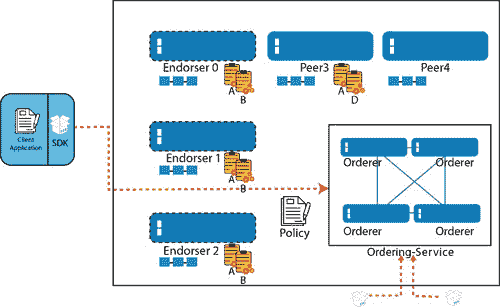 Endorser 0
A
B
Peer3
A
D
Peer4
Client
Application
SDK
Endorser 1
A
B
Policy
Orderer
Orderer
Orderer
Orderer
Ordering-Service
Endorser 2
A
B